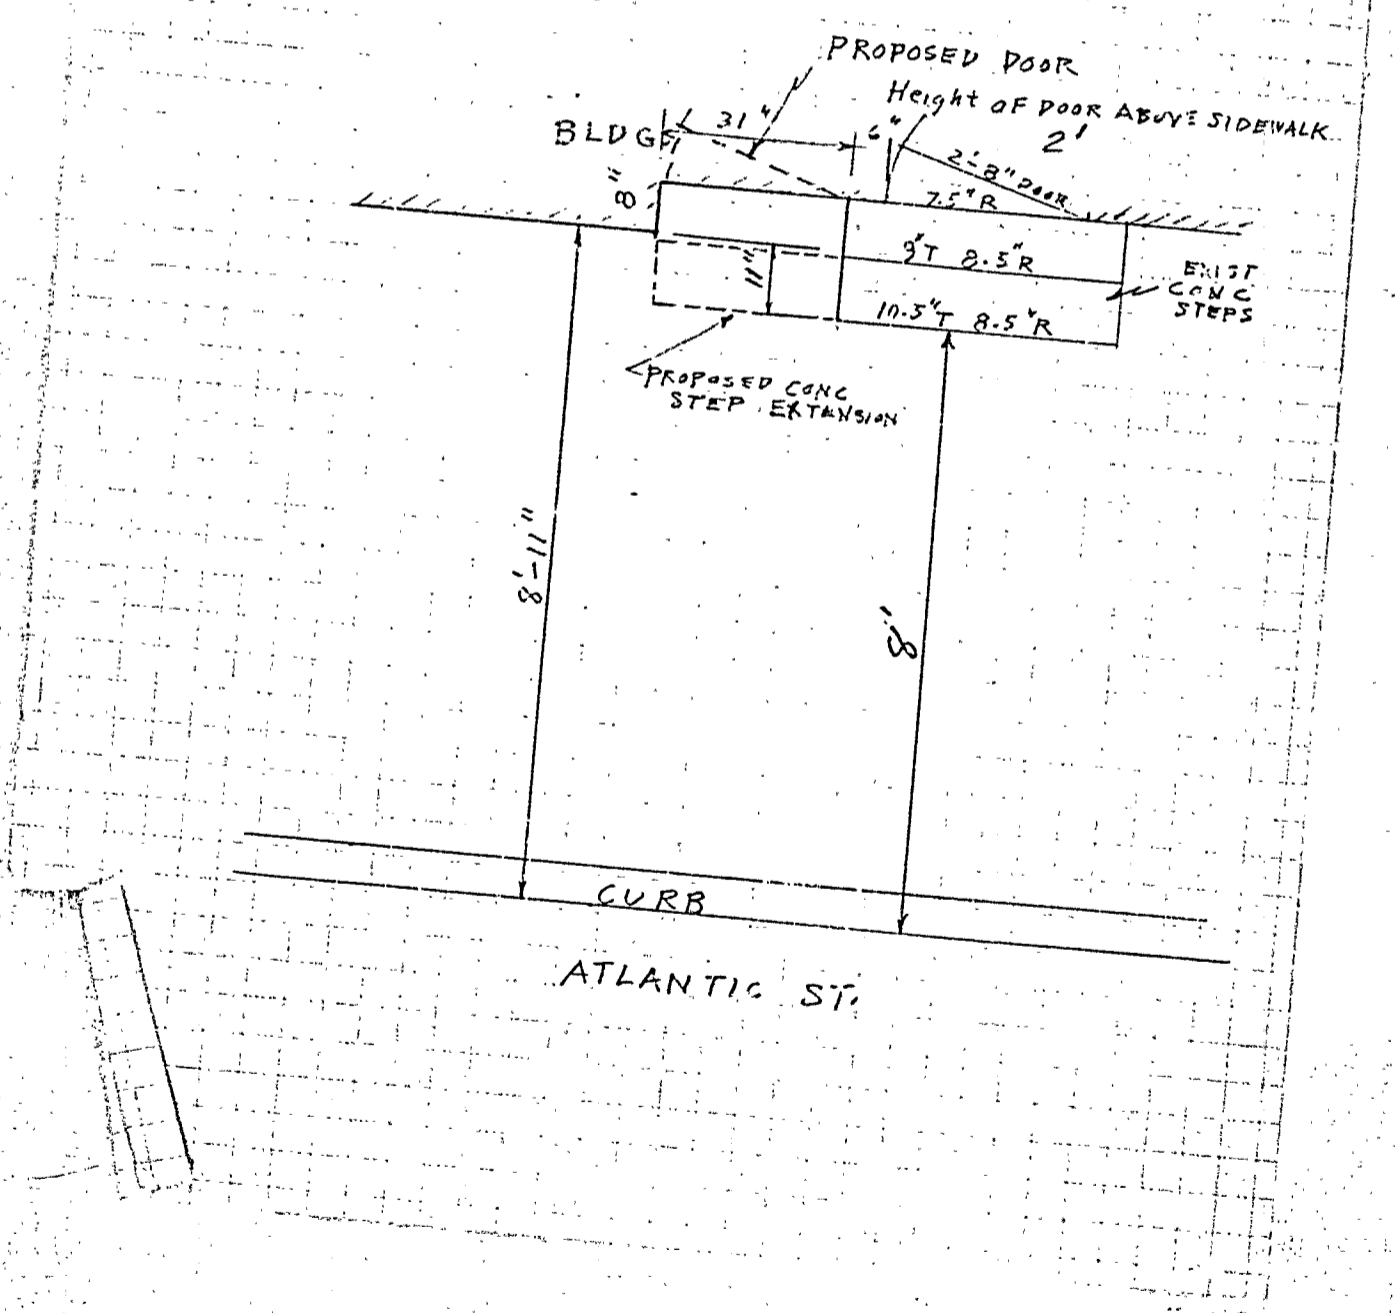 PROPOSED DOOR
Height OF DOOR ABOVE SIDEWALK
2'
31"
6"
BLDG
2'-8" DOOR
8"
7.5"R
9"T 8.5"R
11"
EXIST
CONC
STEPS
10.5"T 8.5"R
PROPOSED CONC
STEP EXTENSION
8'-11"
8'
CURB
ATLANTIC ST.